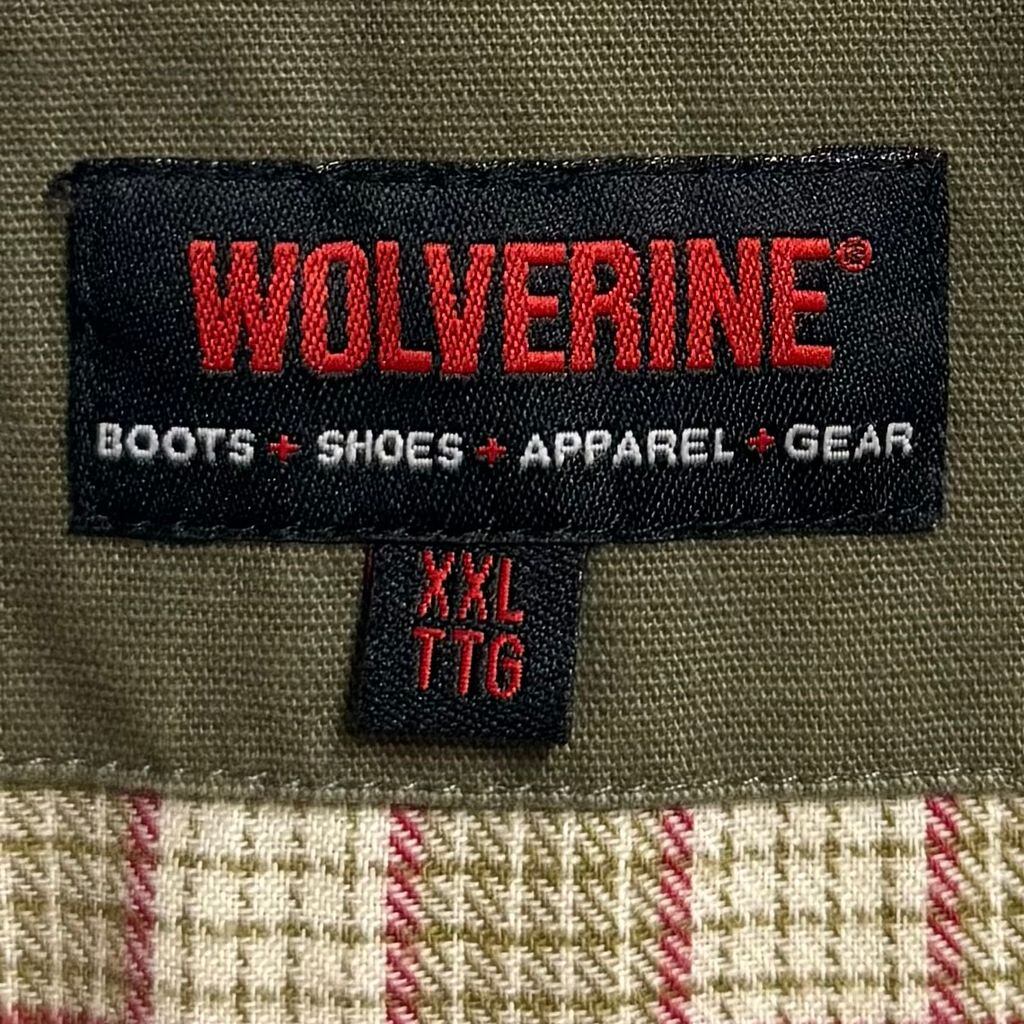 WOLVERINE®
BOOTS + SHOES + APPAREL + GEAR
XXL
TTG